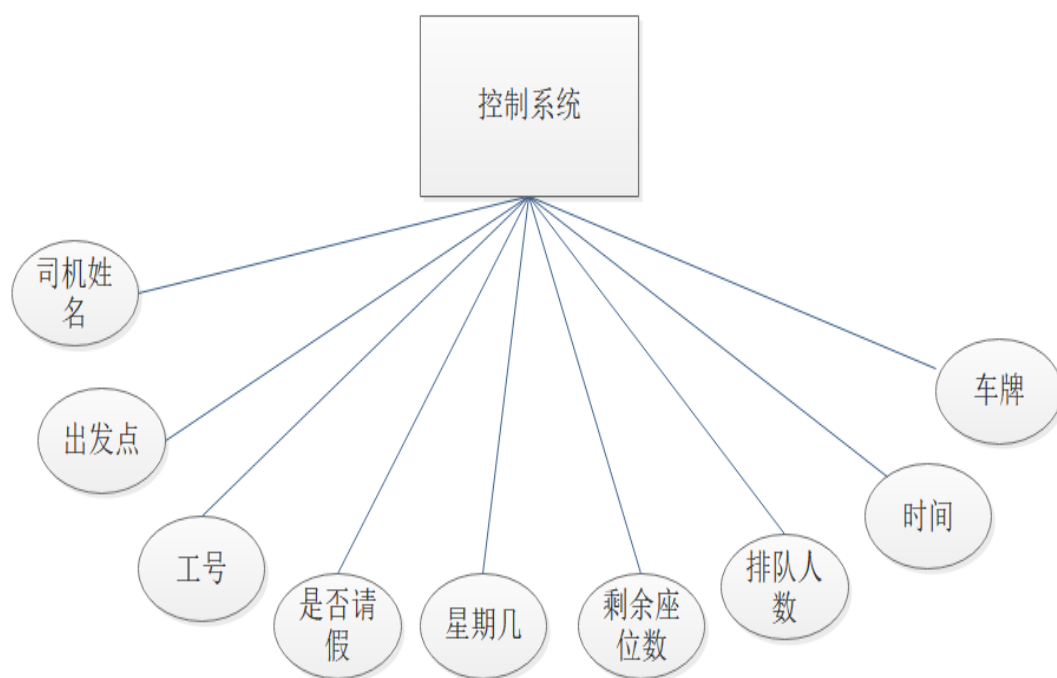 控制系统
司机姓
名
出发点
工号
是否请
假
星期几
剩余座
位数
排队人
数
时间
车牌